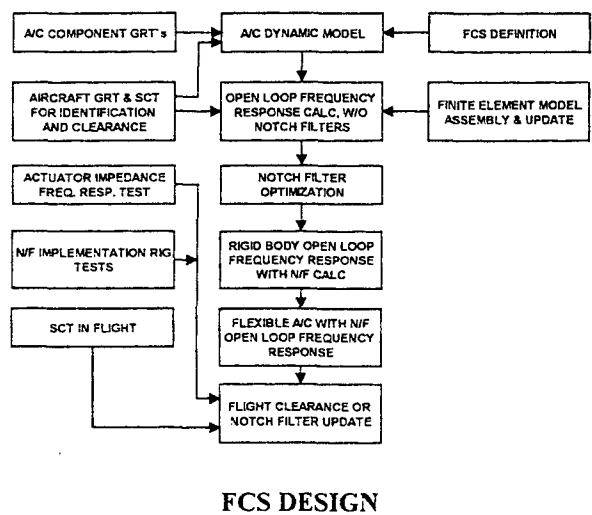 A/C COMPONENT GRT's
A/C DYNAMIC MODEL
FCS DEFINITION
AIRCRAFT GRT & SCT
FOR IDENTIFICATION
AND CLEARANCE
OPEN LOOP FREQUENCY
RESPONSE CALC, W/O
NOTCH FILTERS
FINITE ELEMENT MODEL
ASSEMBLY & UPDATE
ACTUATOR IMPEDANCE
FREQ. RESP. TEST
NOTCH FILTER
OPTIMIZATION
N/F IMPLEMENTATION RIG
TESTS
RIGID BODY OPEN LOOP
FREQUENCY RESPONSE
WITH N/F CALC
SCT IN FLIGHT
FLEXIBLE A/C WITH N/F
OPEN LOOP FREQUENCY
RESPONSE
FLIGHT CLEARANCE OR
NOTCH FILTER UPDATE
FCS DESIGN